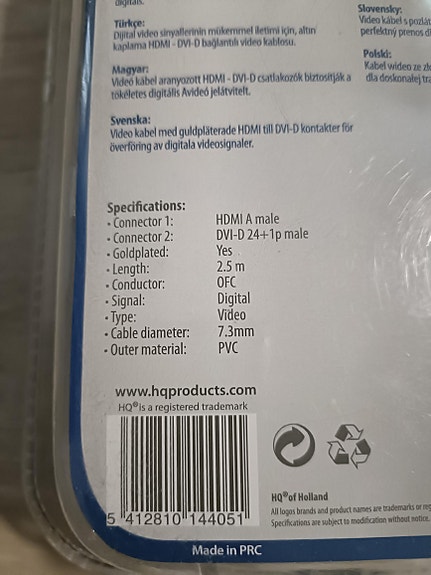 digitals.
Türkçe:
Dijital video sinyallerinin mükemmel iletimi için, altın
kaplama HDMI - DVI-D bağlantılı video kablosu.
Magyar:
Videó kábel aranyozott HDMI - DVI-D csatlakozók biztosítják a
tökéletes digitális Avideó jelátvitelt.
Svenska:
Video kabel med guldpläterade HDMI till DVI-D kontakter för
överföring av digitala videosignaler.
Slovensky:
Video kábel s pozlát
perfektný prenos di
Polski:
Kabel wideo ze zło
dla doskonałej tra
Specifications:
• Connector 1: HDMI A male
• Connector 2: DVI-D 24+1p male
• Goldplated: Yes
• Length: 2.5 m
• Conductor: OFC
• Signal: Digital
• Type: Video
• Cable diameter: 7.3mm
• Outer material: PVC
www.hqproducts.com
HQ® is a registered trademark
5 412810 144051
HQ® of Holland
All logos brands and product names are trademarks or reg
Specifications are subject to modification without notice.
Made in PRC